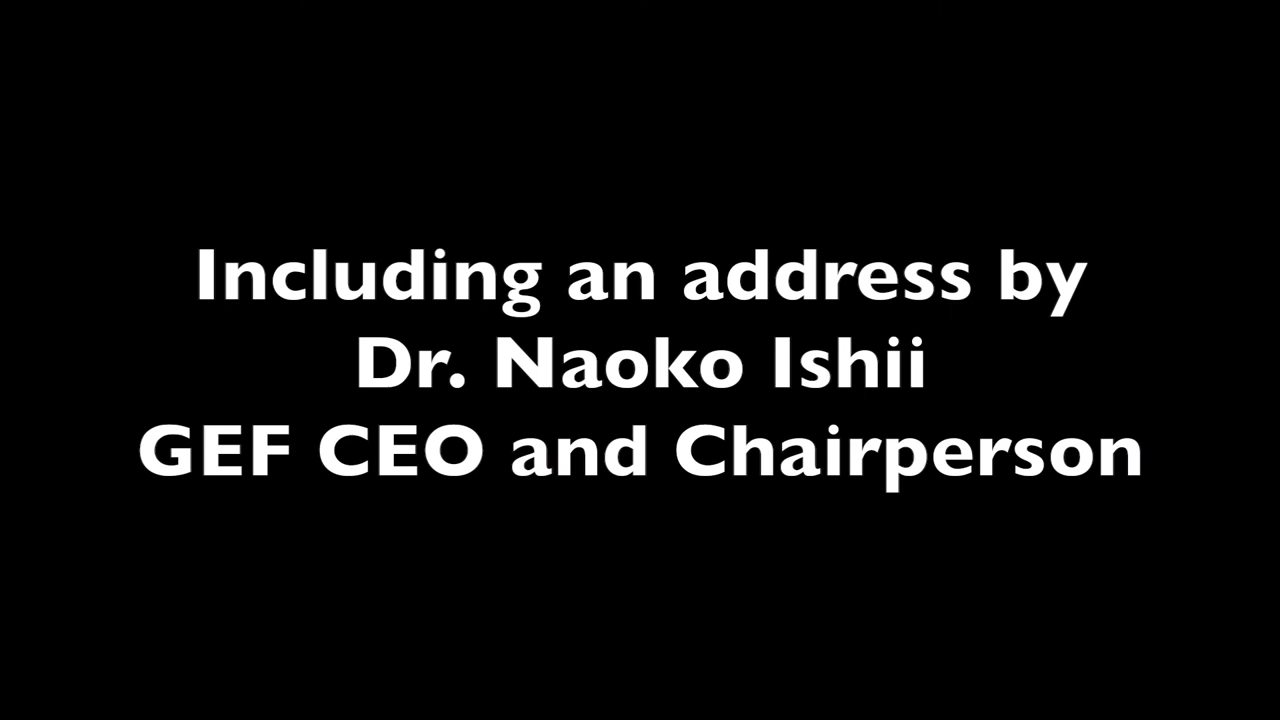 Including an address by
Dr. Naoko Ishii
GEF CEO and Chairperson